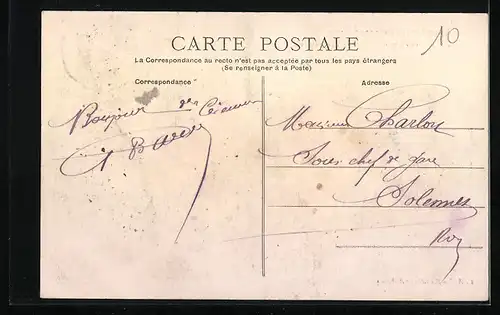 10
CARTE POSTALE
La Correspondance au recto n'est pas acceptée par tous les pays étrangers
(Se renseigner à la Poste)
Correspondance
Adresse
Bonjour de
Monsieur Charlon
Sous chef de gare
Solesmes